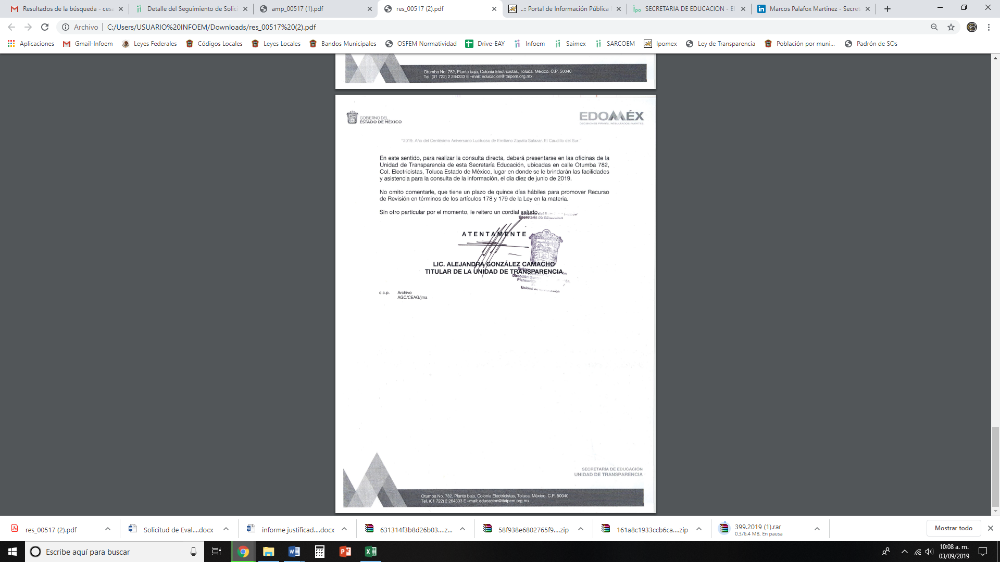 Resultados de la búsqueda - cesa
Detalle del Seguimiento de Solici
amp_00517 (1).pdf
res_00517 (2).pdf
..:: Portal de Información Pública
SECRETARIA DE EDUCACION - El
Marcos Palafox Martinez - Secret
Archivo
C:/Users/USUARIO%20INFOEM/Downloads/res_00517%20(2).pdf
Aplicaciones
Gmail-Infoem
Leyes Federales
Códigos Locales
Leyes Locales
Bandos Municipales
OSFEM Normatividad
Drive-EAY
Infoem
Saimex
SARCOEM
Ipomex
Ley de Transparencia
Población por muni...
Padrón de SOs
Otumba No. 782, Planta baja, Colonia Electricistas, Toluca, México. C.P. 50040
Tel. (01 722) 2 264333 E –mail: educacion@itaipem.org.mx
GOBIERNO DEL
ESTADO DE MÉXICO
EDOMÉX
DECISIONES FIRMES, RESULTADOS FUERTES
"2019. Año del Centésimo Aniversario Luctuoso de Emiliano Zapata Salazar. El Caudillo del Sur."
En este sentido, para realizar la consulta directa, deberá presentarse en las oficinas de la
Unidad de Transparencia de esta Secretaría Educación, ubicadas en calle Otumba 782,
Col. Electricistas, Toluca Estado de México, lugar en donde se le brindarán las facilidades
y asistencia para la consulta de la información, el día diez de junio de 2019.
No omito comentarle, que tiene un plazo de quince días hábiles para promover Recurso
de Revisión en términos de los artículos 178 y 179 de la Ley en la materia.
Sin otro particular por el momento, le reitero un cordial saludo.
Secretaría de Educación
A T E N T A M E N T E
LIC. ALEJANDRA GONZÁLEZ CAMACHO
TITULAR DE LA UNIDAD DE TRANSPARENCIA
c.c.p. Archivo
AGC/CEAG/jma
SECRETARÍA DE EDUCACIÓN
UNIDAD DE TRANSPARENCIA
Otumba No. 782, Planta baja, Colonia Electricistas, Toluca, México. C.P. 50040
Tel. (01 722) 2 264333 E –mail: educacion@itaipem.org.mx
res_00517 (2).pdf
Solicitud de Eval....docx
informe justificad....docx
631314f3b8d26b03....z...
58f938e6802765f9....zip
161a8c1933ccb6ca....zip
399.2019 (1).rar
0,3/6,4 MB, En pausa
Mostrar todo
Escribe aquí para buscar
10:08 a. m.
03/09/2019